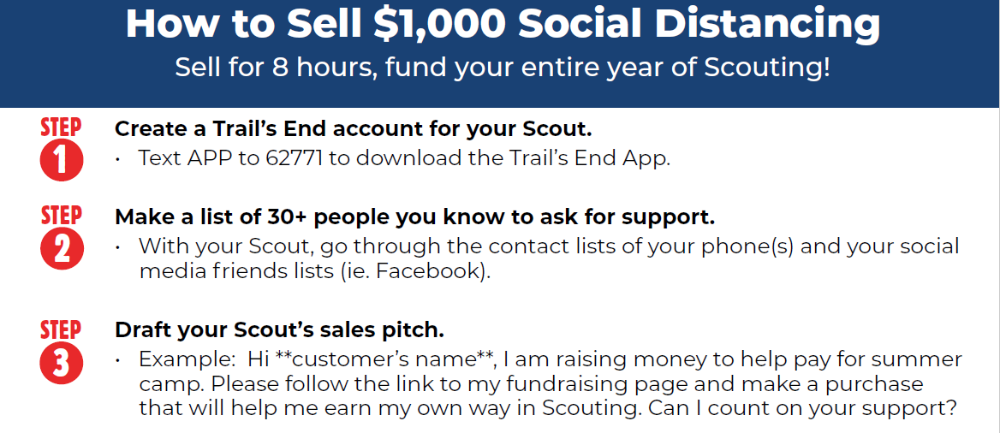 How to Sell $1,000 Social Distancing
Sell for 8 hours, fund your entire year of Scouting!
STEP
1
Create a Trail's End account for your Scout.
• Text APP to 62771 to download the Trail's End App.
STEP
2
Make a list of 30+ people you know to ask for support.
• With your Scout, go through the contact lists of your phone(s) and your social
media friends lists (ie. Facebook).
STEP
3
Draft your Scout's sales pitch.
• Example:  Hi **customer's name**, I am raising money to help pay for summer
camp. Please follow the link to my fundraising page and make a purchase
that will help me earn my own way in Scouting. Can I count on your support?